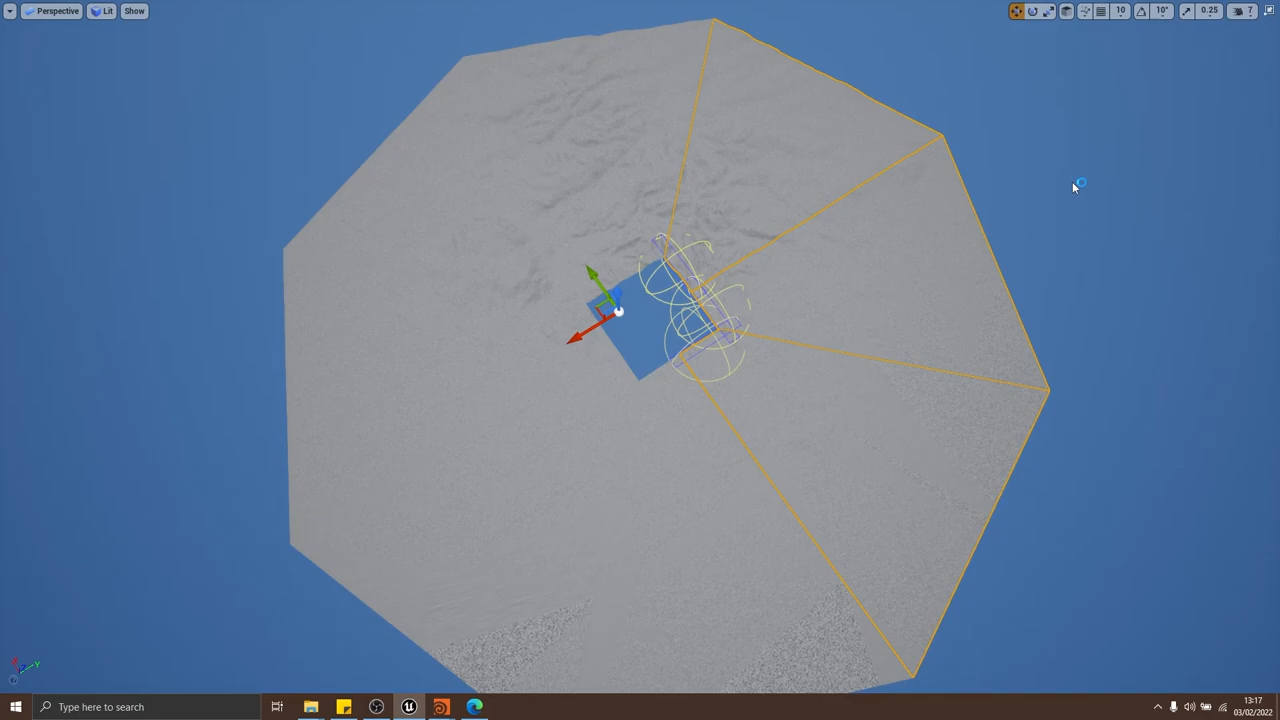 Perspective Lit Show 10 10° 0.25 7
Y
Type here to search
13:17
03/02/2022